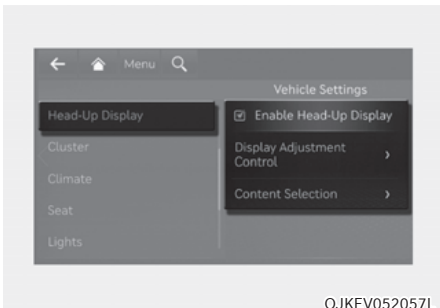 Menu
Vehicle Settings
Head-Up Display
Enable Head-Up Display
Cluster
Display Adjustment
Control
Climate
Content Selection
Seat
Lights
OJKEV052057L